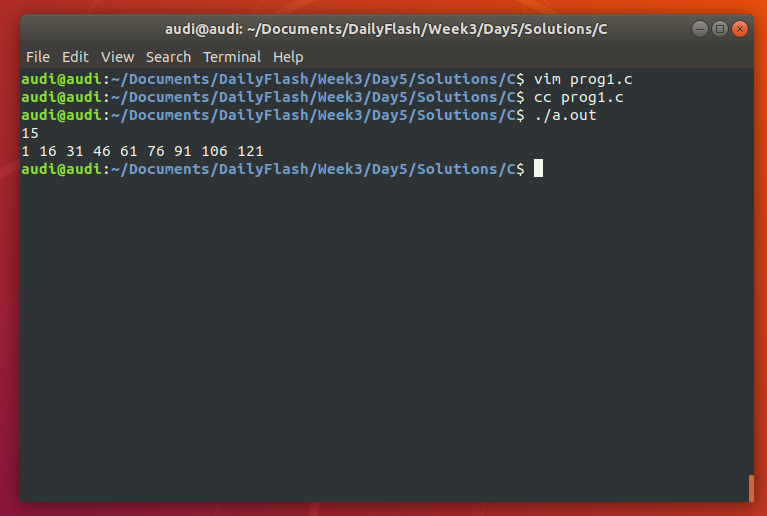 audi@audi: ~/Documents/DailyFlash/Week3/Day5/Solutions/C
File Edit View Search Terminal Help
audi@audi:~/Documents/DailyFlash/Week3/Day5/Solutions/C$ vim prog1.c
audi@audi:~/Documents/DailyFlash/Week3/Day5/Solutions/C$ cc prog1.c
audi@audi:~/Documents/DailyFlash/Week3/Day5/Solutions/C$ ./a.out
15
1 16 31 46 61 76 91 106 121
audi@audi:~/Documents/DailyFlash/Week3/Day5/Solutions/C$